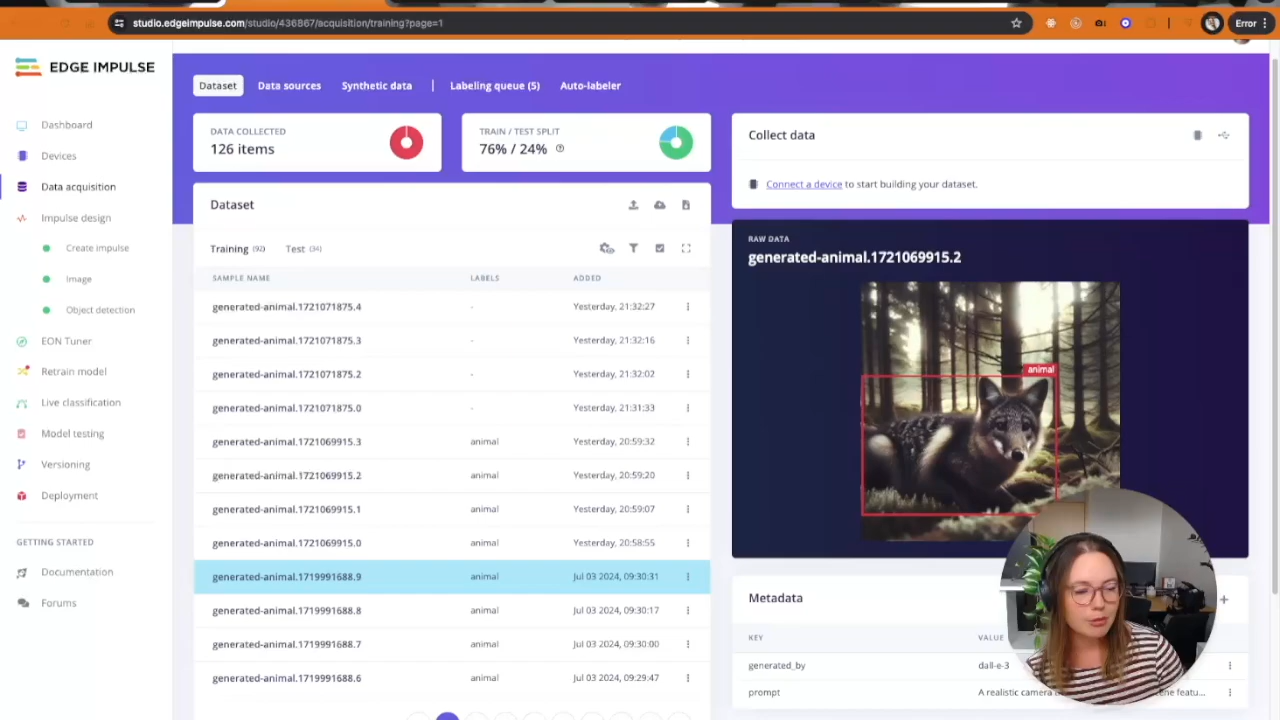 studio.edgeimpulse.com/studio/436867/acquisition/training?page=1
Error
EDGE IMPULSE
Dashboard
Devices
Data acquisition
Impulse design
Create impulse
Image
Object detection
EON Tuner
Retrain model
Live classification
Model testing
Versioning
Deployment
GETTING STARTED
Documentation
Forums
Dataset
Data sources
Synthetic data
Labeling queue (5)
Auto-labeler
DATA COLLECTED
126 items
TRAIN / TEST SPLIT
76% / 24%
Dataset
Training (92)
Test (34)
SAMPLE NAME LABELS ADDED
generated-animal.1721071875.4 - Yesterday, 21:32:27
generated-animal.1721071875.3 - Yesterday, 21:32:16
generated-animal.1721071875.2 - Yesterday, 21:32:02
generated-animal.1721071875.0 - Yesterday, 21:31:33
generated-animal.1721069915.3 animal Yesterday, 20:59:32
generated-animal.1721069915.2 animal Yesterday, 20:59:20
generated-animal.1721069915.1 animal Yesterday, 20:59:07
generated-animal.1721069915.0 animal Yesterday, 20:58:55
generated-animal.1719991688.9 animal Jul 03 2024, 09:30:31
generated-animal.1719991688.8 animal Jul 03 2024, 09:30:17
generated-animal.1719991688.7 animal Jul 03 2024, 09:30:00
generated-animal.1719991688.6 animal Jul 03 2024, 09:29:47
Collect data
Connect a device to start building your dataset.
RAW DATA
generated-animal.1721069915.2
animal
Metadata
KEY VALUE
generated_by dall-e-3
prompt A realistic camera featu...